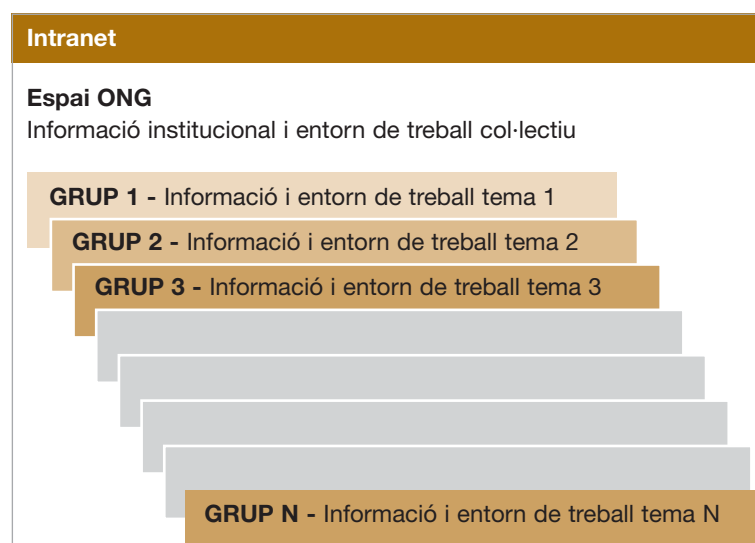 Intranet
Espai ONG
Informació institucional i entorn de treball col·lectiu
GRUP 1 - Informació i entorn de treball tema 1
GRUP 2 - Informació i entorn de treball tema 2
GRUP 3 - Informació i entorn de treball tema 3
GRUP N - Informació i entorn de treball tema N